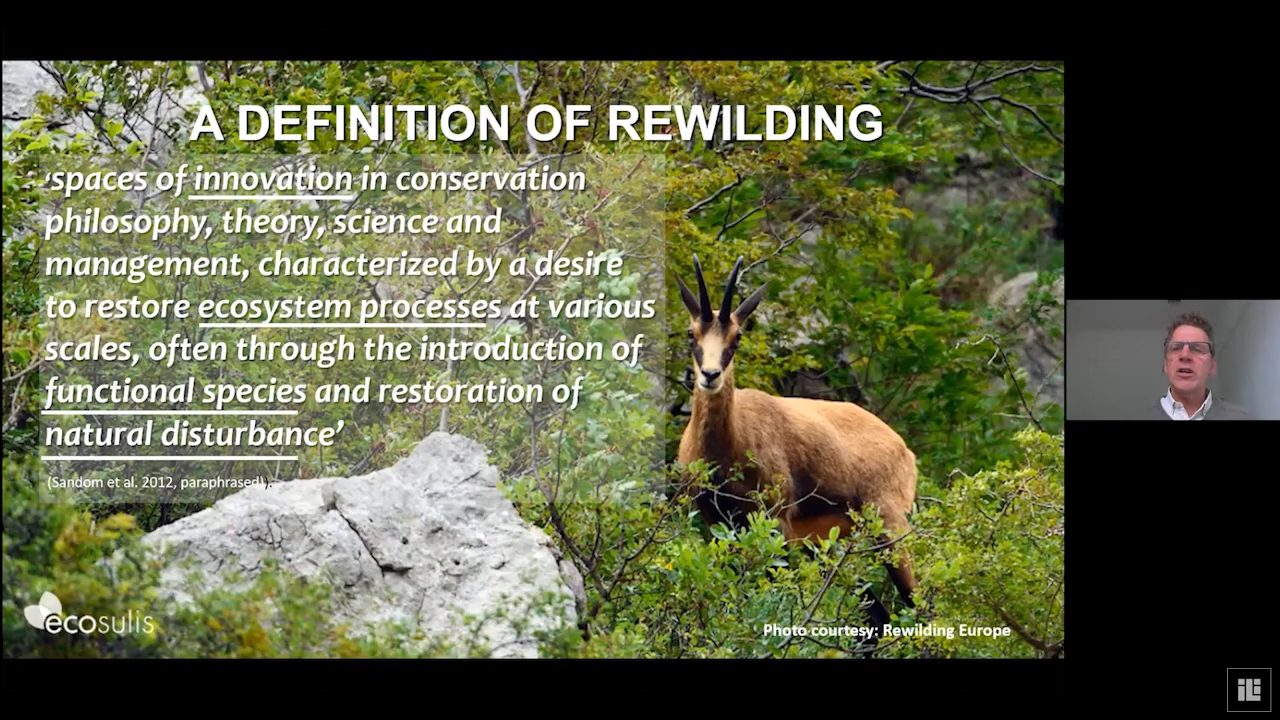 A DEFINITION OF REWILDING
‘spaces of innovation in conservation
philosophy, theory, science and
management, characterized by a desire
to restore ecosystem processes at various
scales, often through the introduction of
functional species and restoration of
natural disturbance’
(Sandom et al. 2012, paraphrased)
ecosulis
Photo courtesy: Rewilding Europe